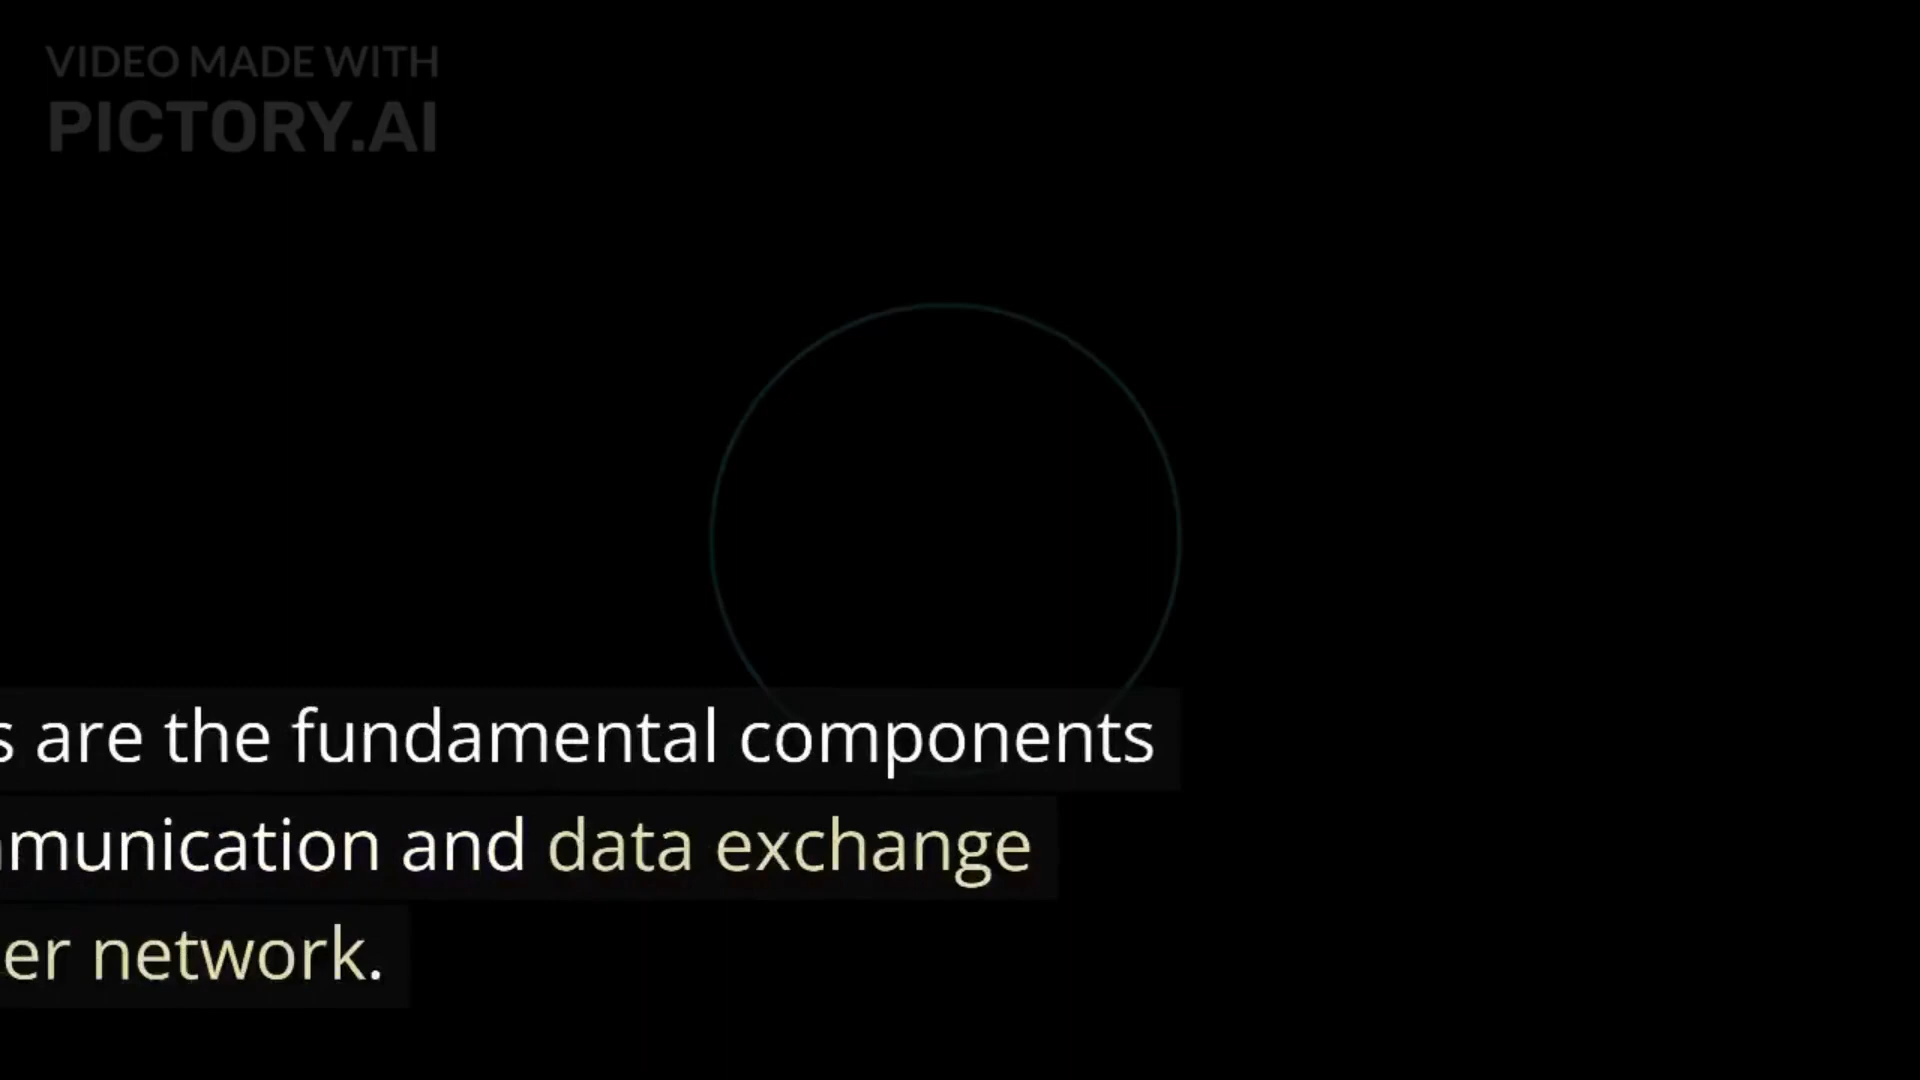 VIDEO MADE WITH
PICTORY.AI
s are the fundamental components
munication and data exchange
er network.